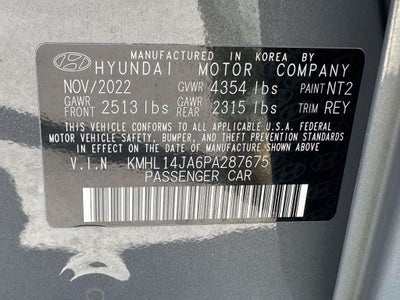 MANUFACTURED IN KOREA BY
HYUNDAI MOTOR COMPANY
NOV/2022 GVWR 4354 lbs PAINT NT2
GAWR FRT 2513 lbs GAWR RR 2315 lbs TRIM REY
THIS VEHICLE CONFORMS TO ALL APPLICABLE U.S.A. FEDERAL
MOTOR VEHICLE SAFETY, BUMPER, AND THEFT PREVENTION STANDARDS
IN EFFECT ON THE DATE OF MANUFACTURE SHOWN ABOVE.
V.I.N KMHL14JA6PA287675
PASSENGER CAR